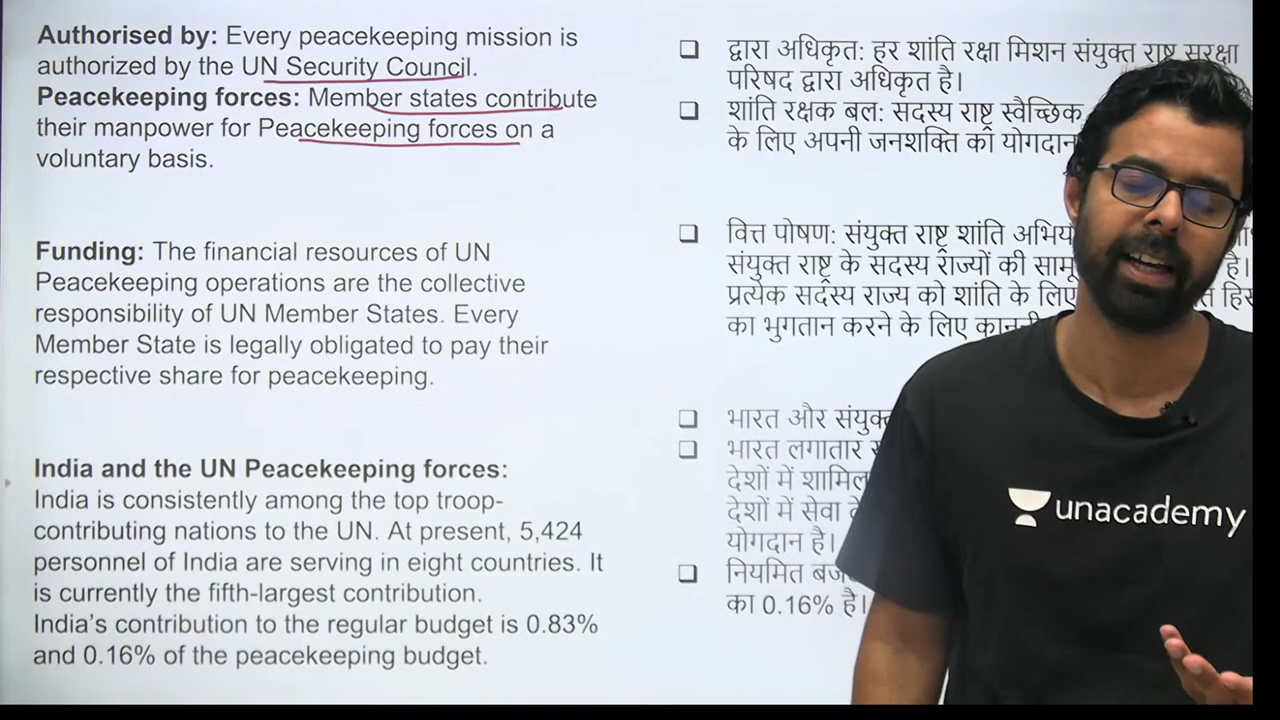 Authorised by: Every peacekeeping mission is
authorized by the UN Security Council.
Peacekeeping forces: Member states contribute
their manpower for Peacekeeping forces on a
voluntary basis.
Funding: The financial resources of UN
Peacekeeping operations are the collective
responsibility of UN Member States. Every
Member State is legally obligated to pay their
respective share for peacekeeping.
India and the UN Peacekeeping forces:
India is consistently among the top troop-
contributing nations to the UN. At present, 5,424
personnel of India are serving in eight countries. It
is currently the fifth-largest contribution.
India's contribution to the regular budget is 0.83%
and 0.16% of the peacekeeping budget.
द्वारा अधिकृत: हर शांति रक्षा मिशन संयुक्त राष्ट्र सुरक्षा
परिषद द्वारा अधिकृत है।
शांति रक्षक बल: सदस्य राष्ट्र स्वैच्छिक
के लिए अपनी जनशक्ति का योगदान
वित्त पोषण: संयुक्त राष्ट्र शांति
संयुक्त राष्ट्र के सदस्य राज्यों की है।
प्रत्येक सदस्य राज्य को शांति के लिए
का भुगतान करने के लिए
भारत और संयुक्त
भारत लगातार
देशों में शामिल
देशों में सेवा
योगदान है।
नियमित
का 0.16% है।
unacademy